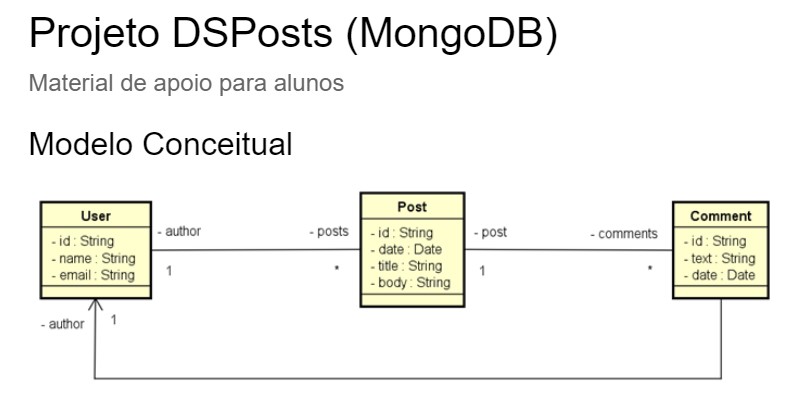 Projeto DSPosts (MongoDB)
Material de apoio para alunos
Modelo Conceitual
User
- id : String
- name : String
- email : String
- author
1
- posts
*
Post
- id : String
- date : Date
- title : String
- body : String
- post
1
- comments
*
Comment
- id : String
- text : String
- date : Date
- author
1